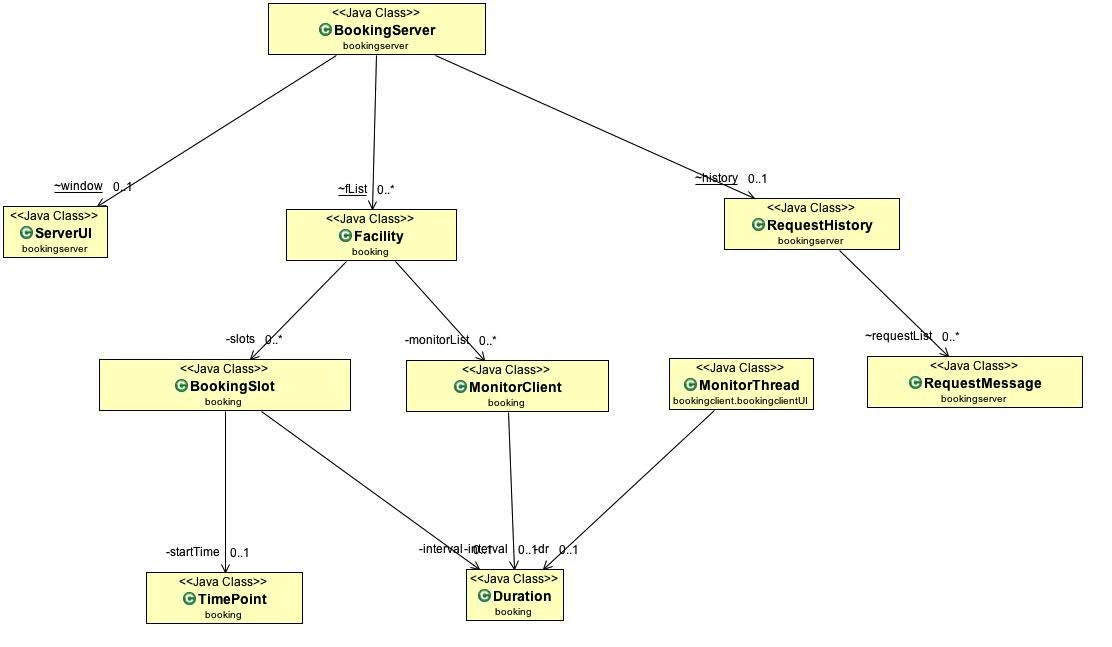 <<Java Class>>
BookingServer
bookingserver
~window 0..1
~fList 0..*
~history 0..1
<<Java Class>>
ServerUI
bookingserver
<<Java Class>>
Facility
booking
<<Java Class>>
RequestHistory
bookingserver
-slots 0..*
-monitorList 0..*
~requestList 0..*
<<Java Class>>
BookingSlot
booking
<<Java Class>>
MonitorClient
booking
<<Java Class>>
MonitorThread
bookingclient.bookingclientUI
<<Java Class>>
RequestMessage
bookingserver
-startTime 0..1
-interval 0..1
-interval 0..1
-dr 0..1
<<Java Class>>
TimePoint
booking
<<Java Class>>
Duration
booking